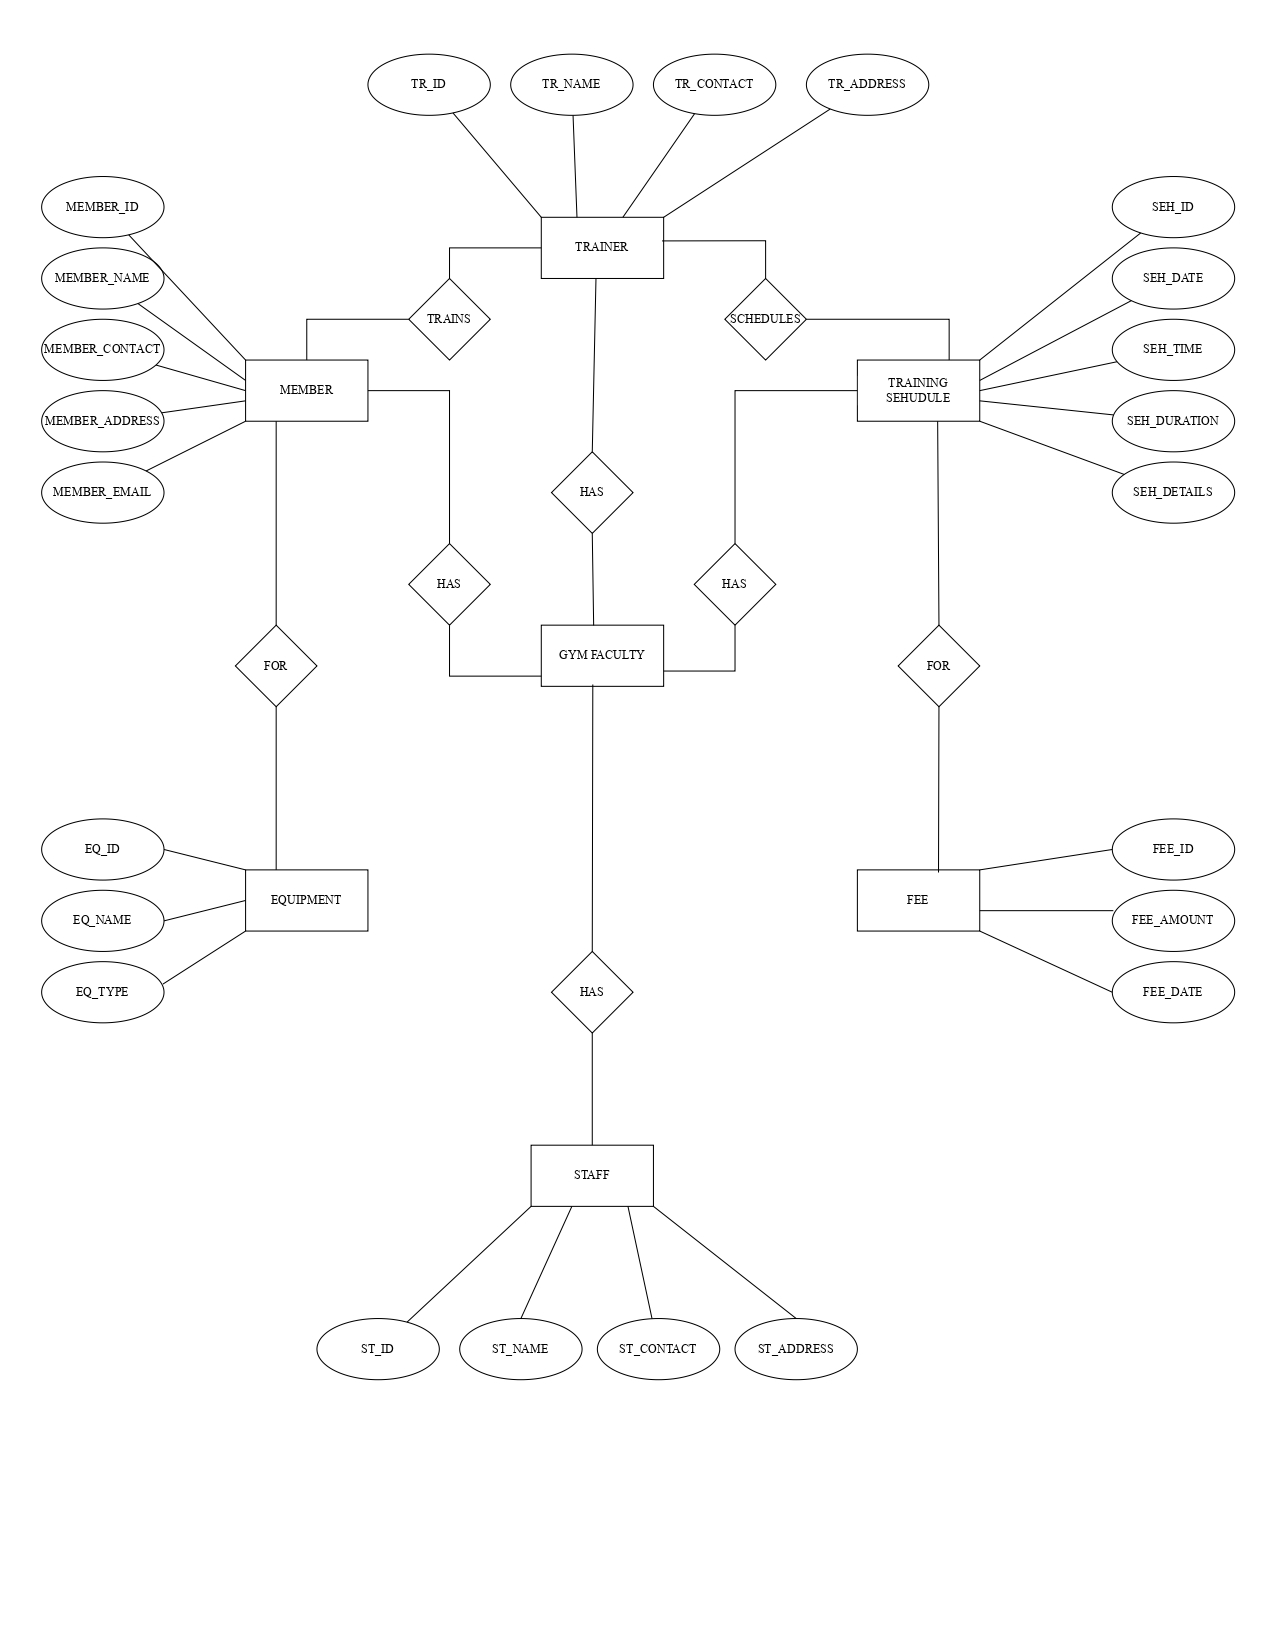 TR_ID
TR_NAME
TR_CONTACT
TR_ADDRESS
MEMBER_ID
SEH_ID
TRAINER
MEMBER_NAME
SEH_DATE
TRAINS
SCHEDULES
MEMBER_CONTACT
SEH_TIME
MEMBER
TRAINING
SEHUDULE
MEMBER_ADDRESS
SEH_DURATION
MEMBER_EMAIL
HAS
SEH_DETAILS
HAS
HAS
GYM FACULTY
FOR
FOR
EQ_ID
FEE_ID
EQUIPMENT
FEE
EQ_NAME
FEE_AMOUNT
EQ_TYPE
HAS
FEE_DATE
STAFF
ST_ID
ST_NAME
ST_CONTACT
ST_ADDRESS